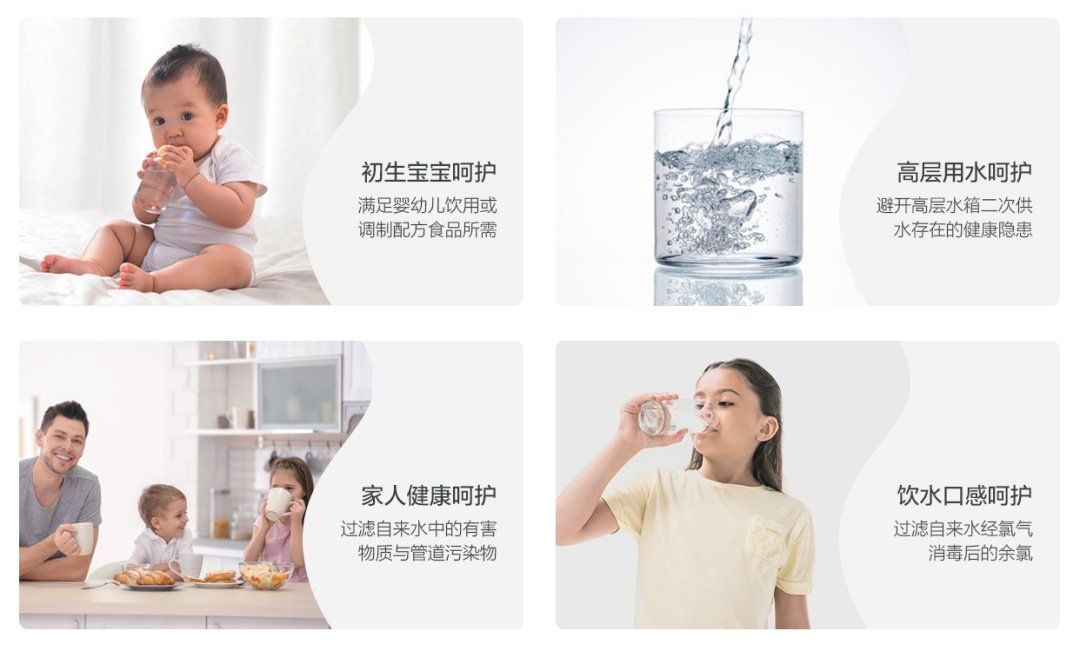 初生宝宝呵护
满足婴幼儿饮用或
调制配方食品所需
高层用水呵护
避开高层水箱二次供
水存在的健康隐患
家人健康呵护
过滤自来水中的有害
物质与管道污染物
饮水口感呵护
过滤自来水经氯气
消毒后的余氯